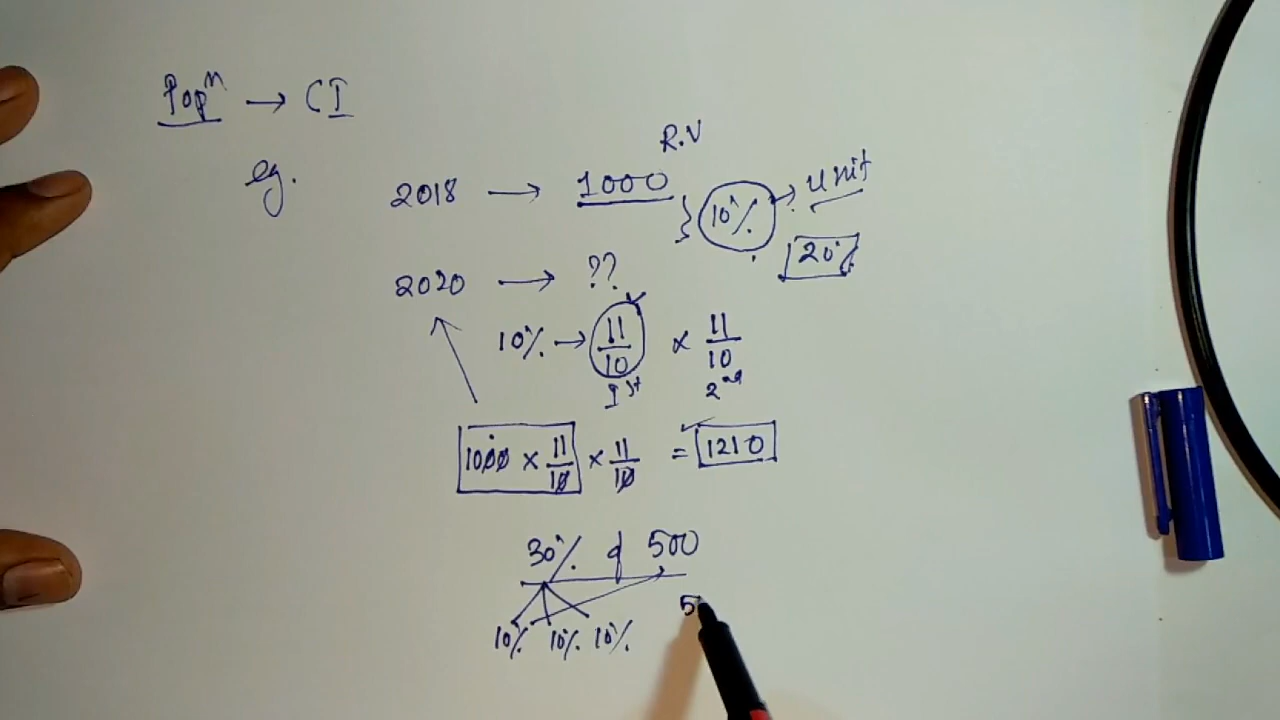 Popⁿ → CI
R.V
eg. 2018 → 1000 } 10% → unit
20%
2020 → ??
10% → 11/10 × 11/10
1st 2nd
1000 × 11/10 × 11/10 = 1210
30% of 500
5
10% 10% 10%